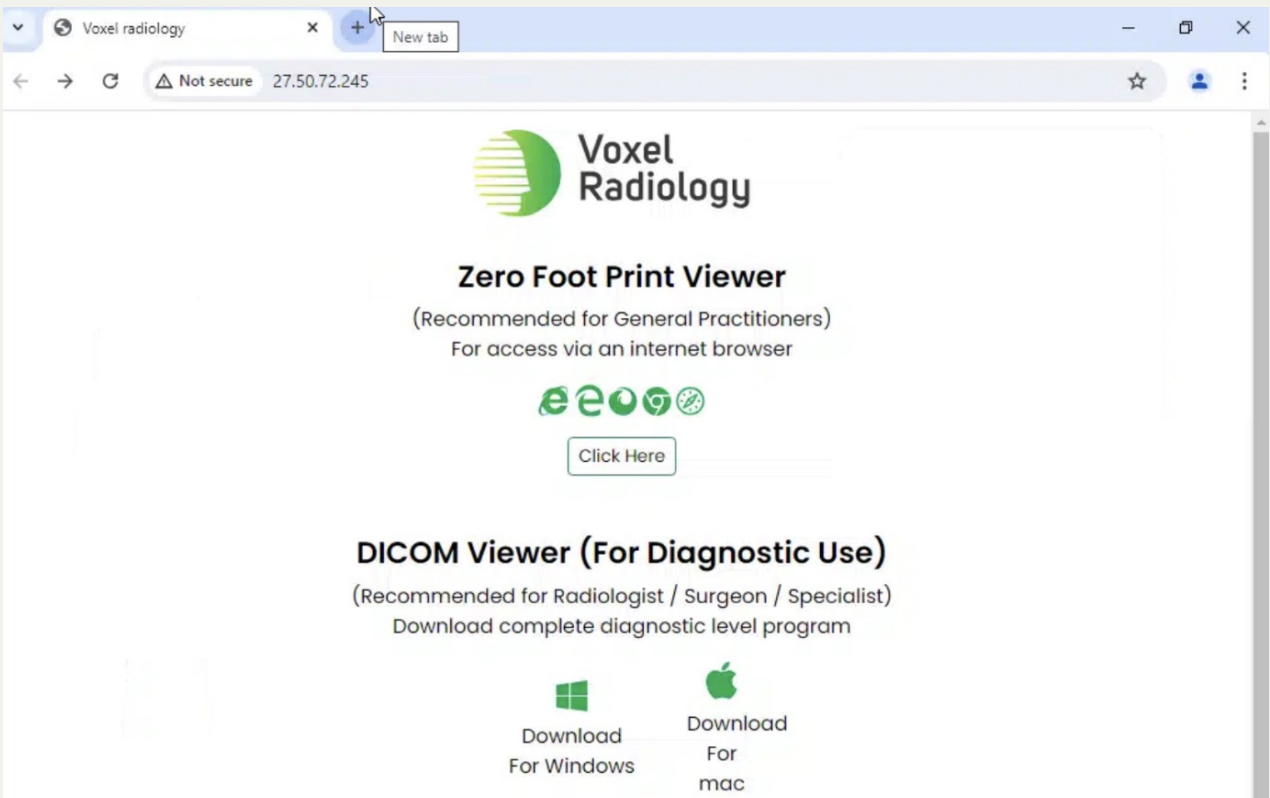 Voxel radiology
New tab
Not secure
27.50.72.245
Voxel
Radiology
Zero Foot Print Viewer
(Recommended for General Practitioners)
For access via an internet browser
Click Here
DICOM Viewer (For Diagnostic Use)
(Recommended for Radiologist / Surgeon / Specialist)
Download complete diagnostic level program
Download
For Windows
Download
For
mac